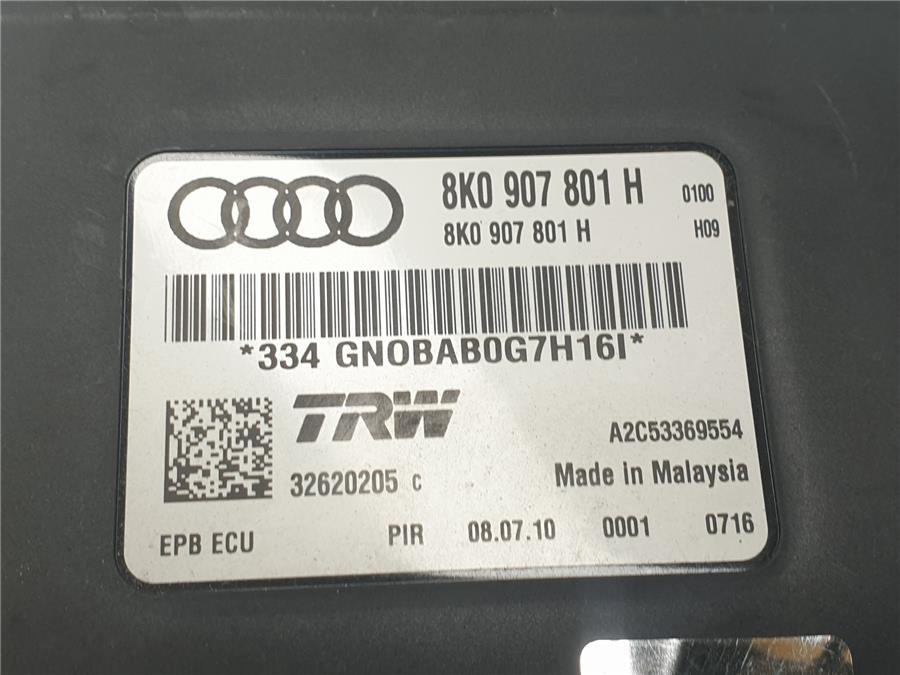 8K0 907 801 H 0100
8K0 907 801 H H09
*334 GNOBAB0G7H16I*
TRW
A2C53369554
32620205 C
Made in Malaysia
EPB ECU PIR 08.07.10 0001 0716